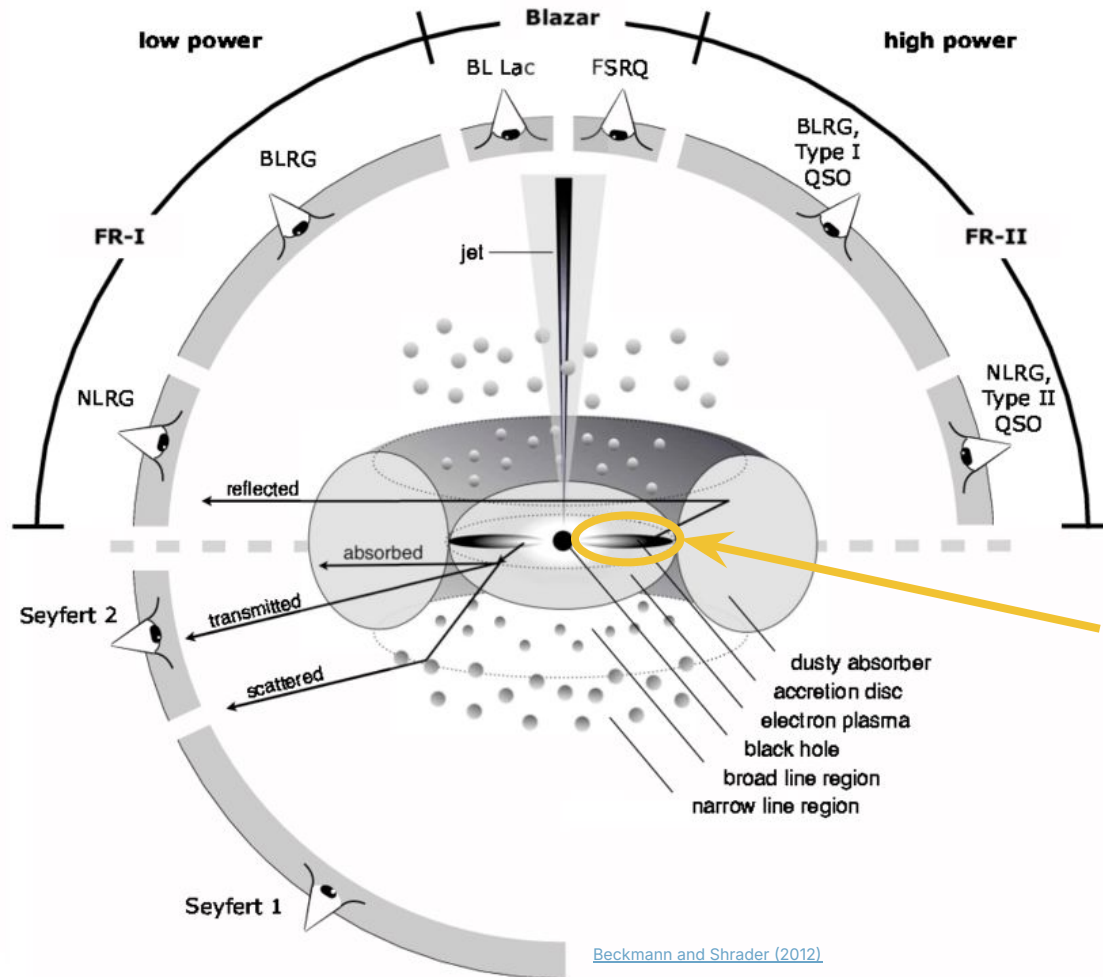 Blazar
low power
high power
BL Lac
FSRQ
BLRG
BLRG,
Type I
QSO
FR-I
FR-II
jet
NLRG
NLRG,
Type II
QSO
reflected
absorbed
transmitted
scattered
Seyfert 2
dusty absorber
accretion disc
electron plasma
black hole
broad line region
narrow line region
Seyfert 1
Beckmann and Shrader (2012)